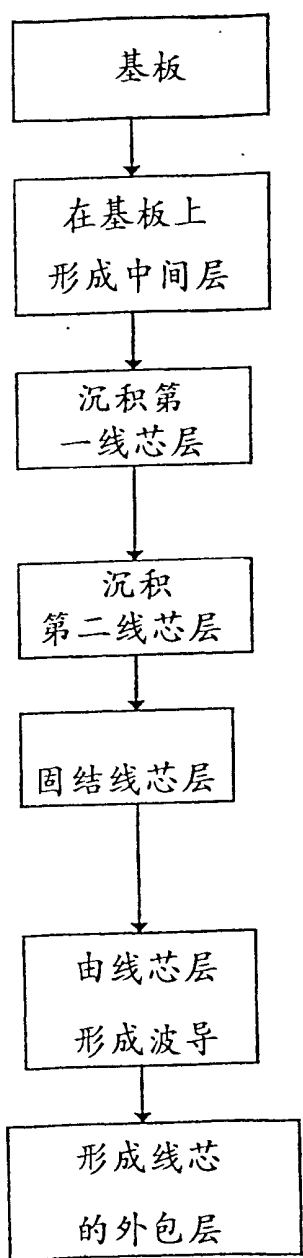 基板
在基板上
形成中间层
沉积第
一线芯层
沉积
第二线芯层
固结线芯层
由线芯层
形成波导
形成线芯
的外包层